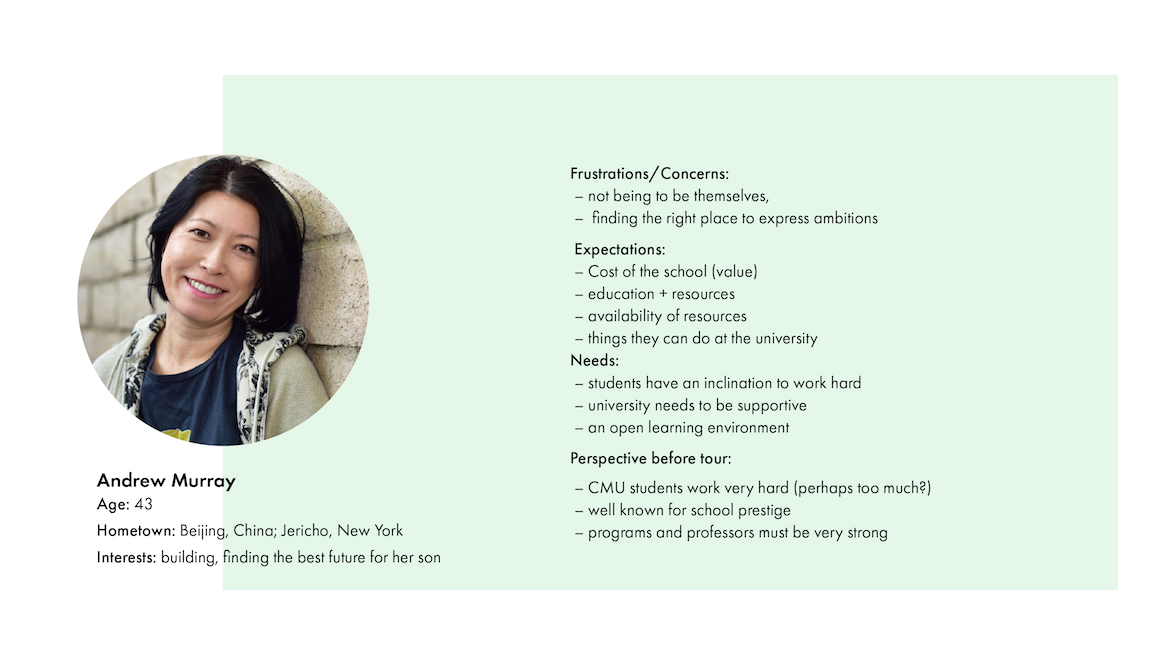 Andrew Murray
Age: 43
Hometown: Beijing, China; Jericho, New York
Interests: building, finding the best future for her son
Frustrations/Concerns:
– not being to be themselves,
– finding the right place to express ambitions
Expectations:
– Cost of the school (value)
– education + resources
– availability of resources
– things they can do at the university
Needs:
– students have an inclination to work hard
– university needs to be supportive
– an open learning environment
Perspective before tour:
– CMU students work very hard (perhaps too much?)
– well known for school prestige
– programs and professors must be very strong